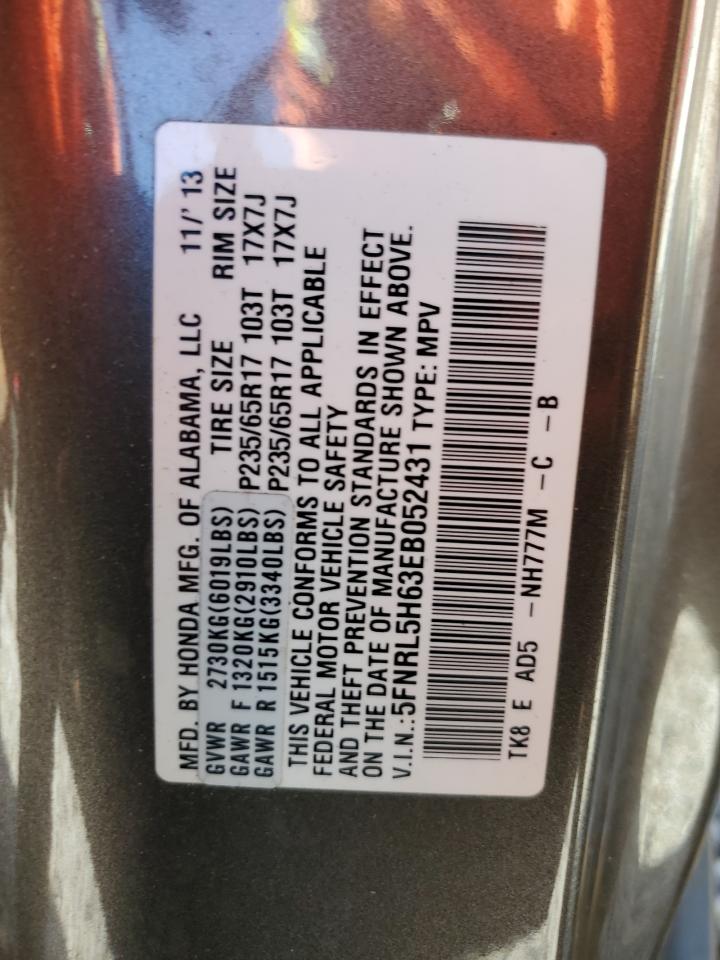 MFD. BY HONDA MFG. OF ALABAMA, LLC 11/' 13
GVWR 2730KG(6019LBS) TIRE SIZE RIM SIZE
GAWR F 1320KG(2910LBS) P235/65R17 103T 17X7J
GAWR R 1515KG(3340LBS) P235/65R17 103T 17X7J
THIS VEHICLE CONFORMS TO ALL APPLICABLE
FEDERAL MOTOR VEHICLE SAFETY
AND THEFT PREVENTION STANDARDS IN EFFECT
ON THE DATE OF MANUFACTURE SHOWN ABOVE.
V.I.N.:5FNRL5H63EB052431 TYPE: MPV
TK8 E AD5 -NH777M -C -B